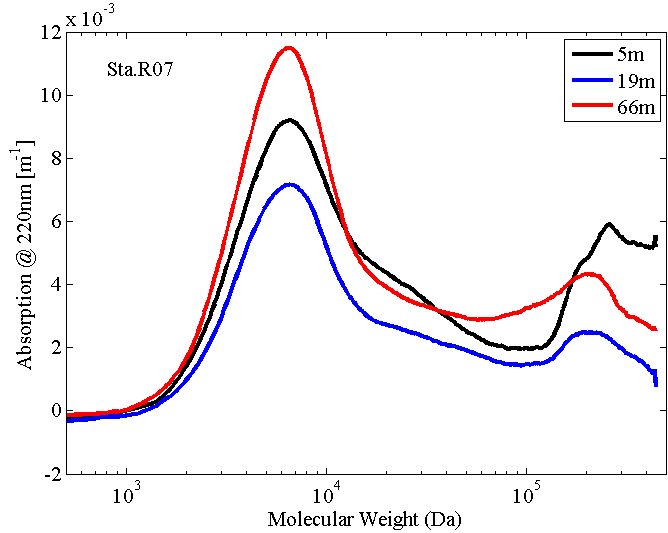 x 10^-3
12
10
8
6
4
2
0
-2
Absorption @ 220nm [m^-1]
Sta.R07
5m
19m
66m
10^3
10^4
10^5
Molecular Weight (Da)